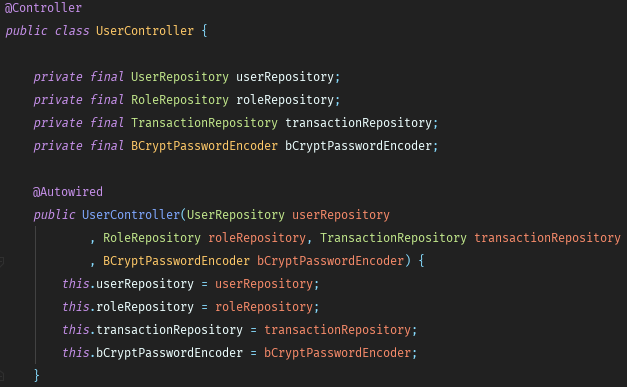 @Controller
public class UserController {
private final UserRepository userRepository;
private final RoleRepository roleRepository;
private final TransactionRepository transactionRepository;
private final BCryptPasswordEncoder bCryptPasswordEncoder;
@Autowired
public UserController(UserRepository userRepository
, RoleRepository roleRepository, TransactionRepository transactionRepository
, BCryptPasswordEncoder bCryptPasswordEncoder) {
this.userRepository = userRepository;
this.roleRepository = roleRepository;
this.transactionRepository = transactionRepository;
this.bCryptPasswordEncoder = bCryptPasswordEncoder;
}